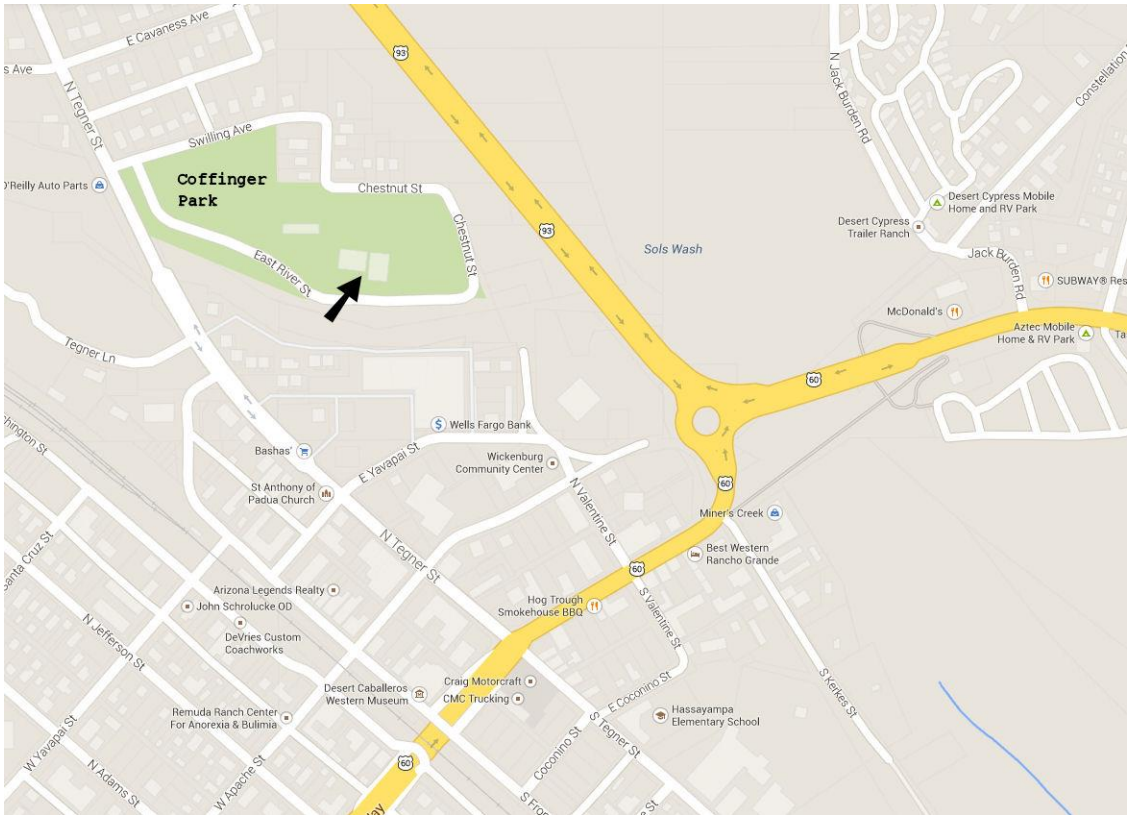 E Cavaness Ave
s Ave
N Tegner St
93
N Jack Burden Rd
Constellation
Swilling Ave
O'Reilly Auto Parts
Coffinger
Park
Chestnut St
Chestnut St
East River St
93
Sols Wash
Desert Cypress Mobile
Home and RV Park
Desert Cypress
Trailer Ranch
Jack Burden Rd
SUBWAY® Res
McDonald's
Aztec Mobile
Home & RV Park
Ta
Tegner Ln
60
Wells Fargo Bank
Bashas'
E Yavapai St
Wickenburg
Community Center
St Anthony of
Padua Church
shington St
N Valentine St
60
Miner's Creek
Santa Cruz St
N Tegner St
Best Western
Rancho Grande
60
Arizona Legends Realty
John Schrolucke OD
Hog Trough
Smokehouse BBQ
S Valentine St
N Jefferson St
DeVries Custom
Coachworks
Craig Motorcraft
CMC Trucking
Desert Caballeros
Western Museum
E Coconino St
S Kerkes St
Remuda Ranch Center
For Anorexia & Bulimia
Hassayampa
Elementary School
W Yavapai St
S Tegner St
Coconino St
60
N Adams St
W Apache St
S Fron
ay